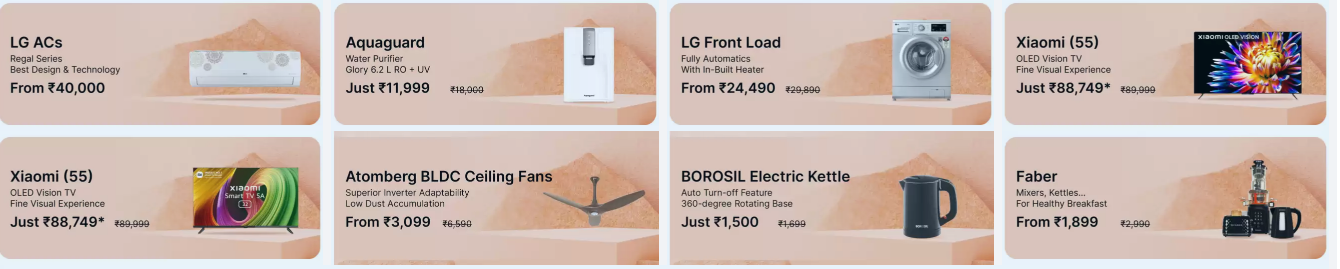 LG ACs
Regal Series
Best Design & Technology
From ₹40,000
Aquaguard
Water Purifier
Glory 6.2 L RO + UV
Just ₹11,999 ₹18,000
LG Front Load
Fully Automatics
With In-Built Heater
From ₹24,490 ₹29,890
Xiaomi (55)
OLED Vision TV
Fine Visual Experience
Just ₹88,749* ₹89,999
XIAOMI OLED VISION
Xiaomi (55)
OLED Vision TV
Fine Visual Experience
Just ₹88,749* ₹89,999
xiaomi
Smart TV 5A
32
Atomberg BLDC Ceiling Fans
Superior Inverter Adaptability
Low Dust Accumulation
From ₹3,099 ₹6,590
BOROSIL Electric Kettle
Auto Turn-off Feature
360-degree Rotating Base
Just ₹1,500 ₹1,699
BOROSIL
Faber
Mixers, Kettles...
For Healthy Breakfast
From ₹1,899 ₹2,990